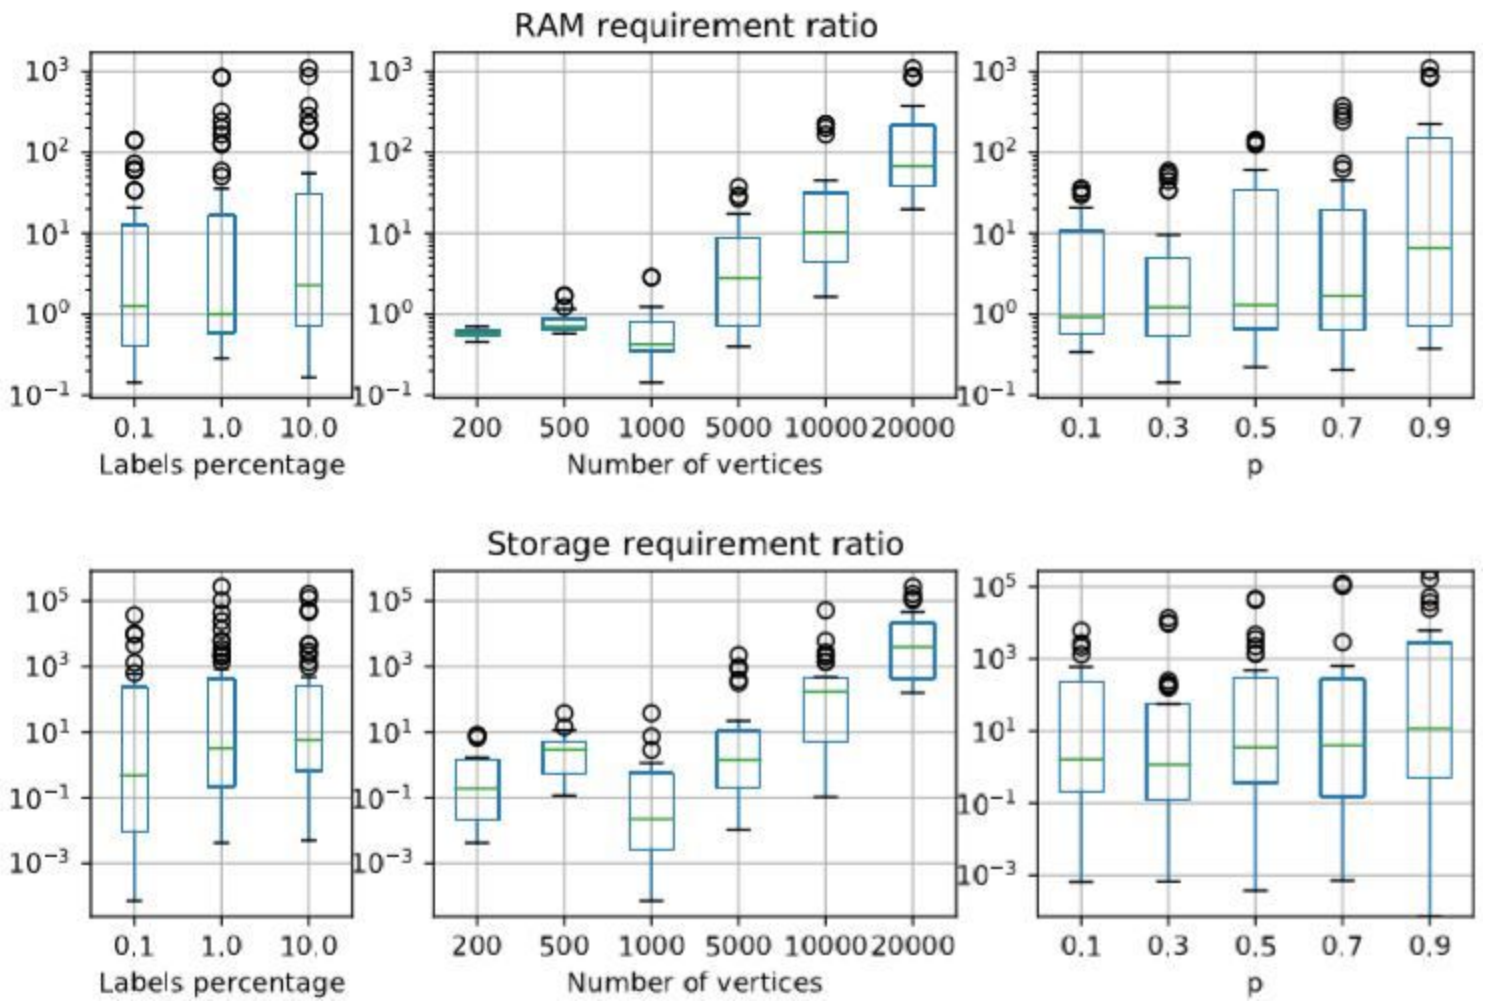 RAM requirement ratio
10³
10²
10¹
10⁰
10⁻¹
0.1 1.0 10.0
Labels percentage
10³
10²
10¹
10⁰
10⁻¹
200 500 1000 5000 10000 20000
Number of vertices
10³
10²
10¹
10⁰
10⁻¹
0.1 0.3 0.5 0.7 0.9
p
Storage requirement ratio
10⁵
10³
10¹
10⁻¹
10⁻³
0.1 1.0 10.0
Labels percentage
10⁵
10³
10¹
10⁻¹
10⁻³
200 500 1000 5000 10000 20000
Number of vertices
10⁵
10³
10¹
10⁻¹
10⁻³
0.1 0.3 0.5 0.7 0.9
p